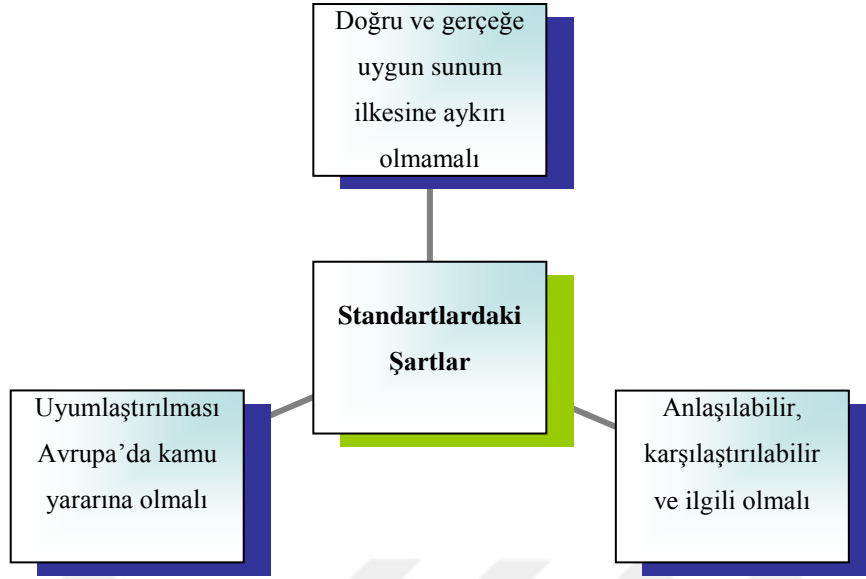 Doğru ve gerçeğe
uygun sunum
ilkesine aykırı
olmamalı
Standartlardaki
Şartlar
Uyumlaştırılması
Avrupa’da kamu
yararına olmalı
Anlaşılabilir,
karşılaştırılabilir
ve ilgili olmalı